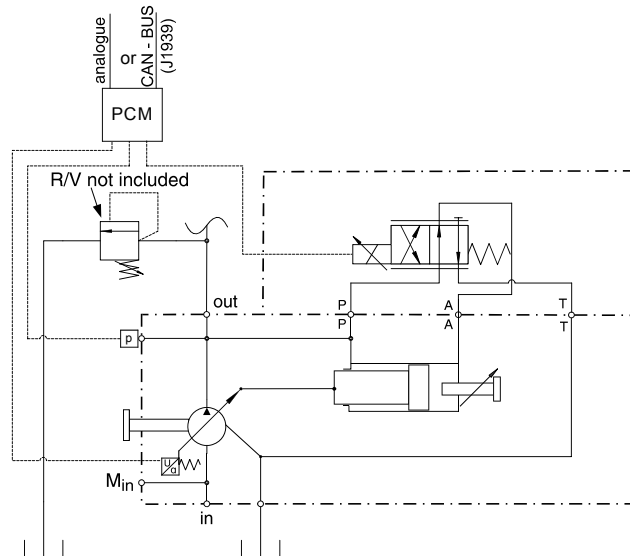 analogue
or
CAN - BUS
(J1939)
PCM
R/V not included
out
P
A
T
P
A
T
p
U
a
M in
in